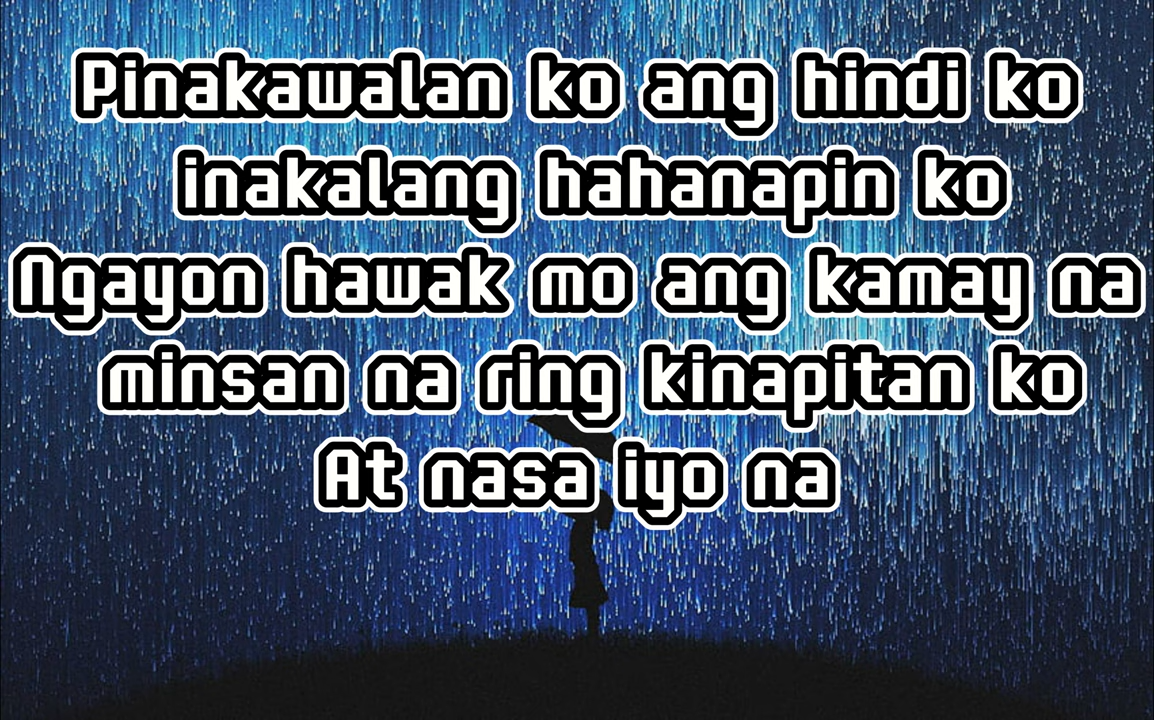 Pinakawalan ko ang hindi ko
inakalang hahanapin ko
Ngayon hawak mo ang kamay na
minsan na ring kinapitan ko
At nasa iyo na